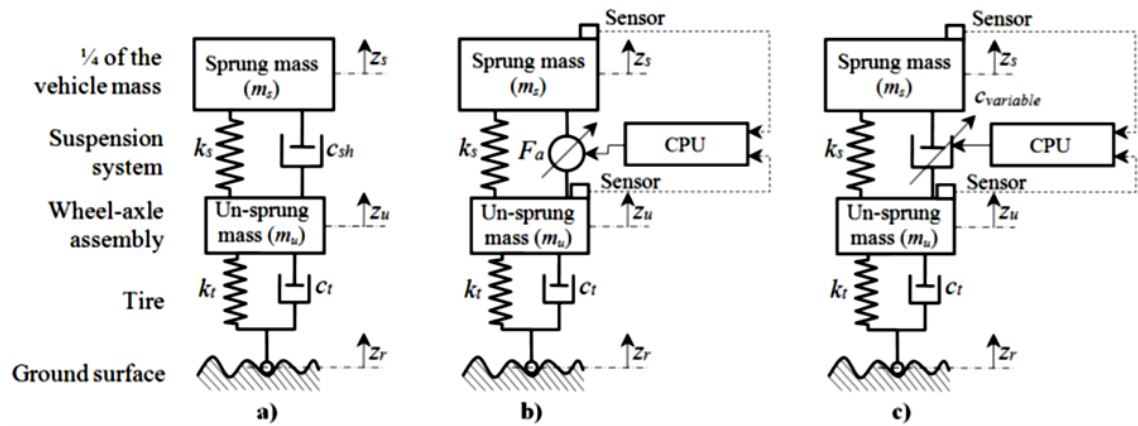 ¼ of the
vehicle mass
Suspension
system
Wheel-axle
assembly
Tire
Ground surface
Sprung mass
(mₛ)
zₛ
kₛ
cₛₕ
Un-sprung
mass (mᵤ)
zᵤ
kₜ
cₜ
zᵣ
a)
Sensor
Sprung mass
(mₛ)
zₛ
kₛ
Fₐ
CPU
Sensor
Un-sprung
mass (mᵤ)
zᵤ
kₜ
cₜ
zᵣ
b)
Sensor
Sprung mass
(mₛ)
zₛ
c_variable
kₛ
CPU
Sensor
Un-sprung
mass (mᵤ)
zᵤ
kₜ
cₜ
zᵣ
c)